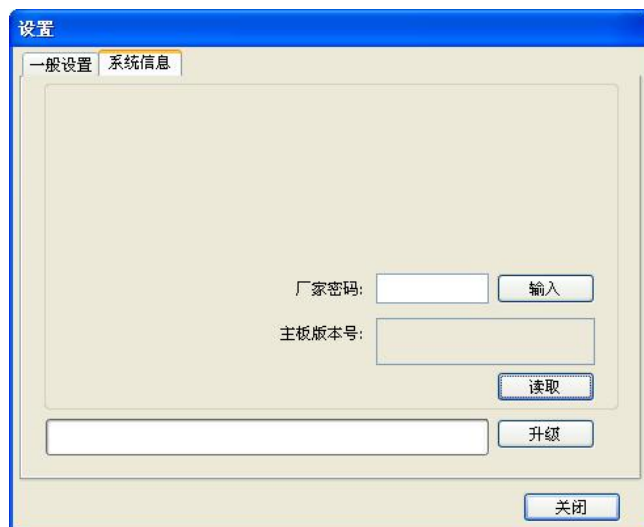 设置
一般设置 系统信息
厂家密码: 输入
主板版本号:
读取
升级
关闭